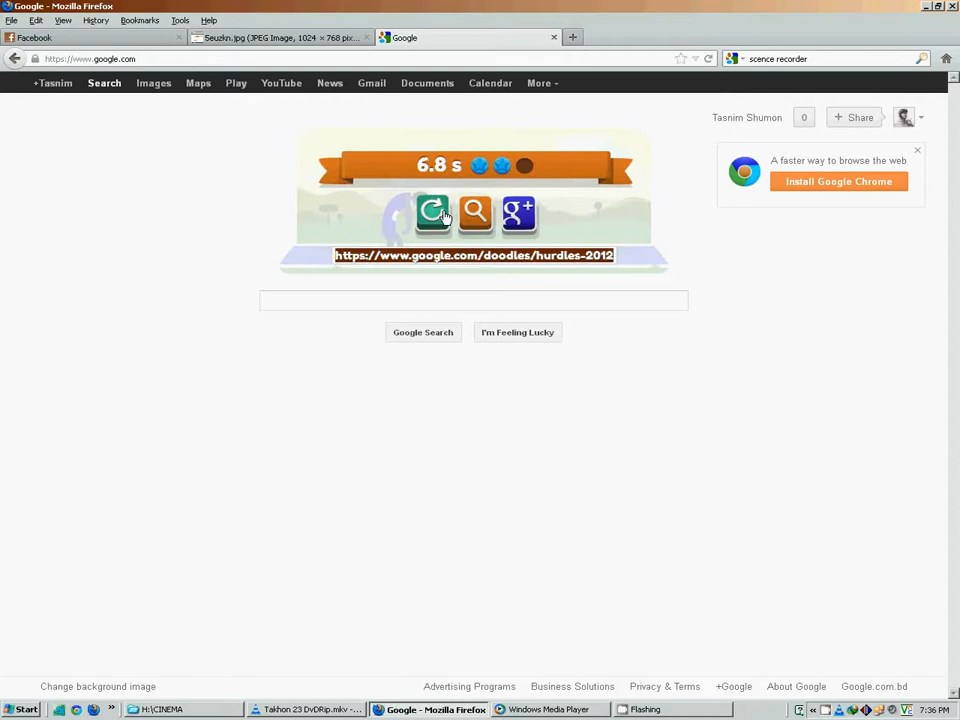 Google - Mozilla Firefox
File Edit View History Bookmarks Tools Help
Facebook
5euzkn.jpg (JPEG Image, 1024 × 768 pix...
Google
https://www.google.com
scence recorder
+Tasnim Search Images Maps Play YouTube News Gmail Documents Calendar More
Tasnim Shumon 0 + Share
A faster way to browse the web
Install Google Chrome
6.8 s
g+
https://www.google.com/doodles/hurdles-2012
Google Search I'm Feeling Lucky
Change background image
Advertising Programs Business Solutions Privacy & Terms +Google About Google Google.com.bd
Start H:\CINEMA Takhon 23 DvDRip.mkv -... Google - Mozilla Firefox Windows Media Player Flashing 7:36 PM